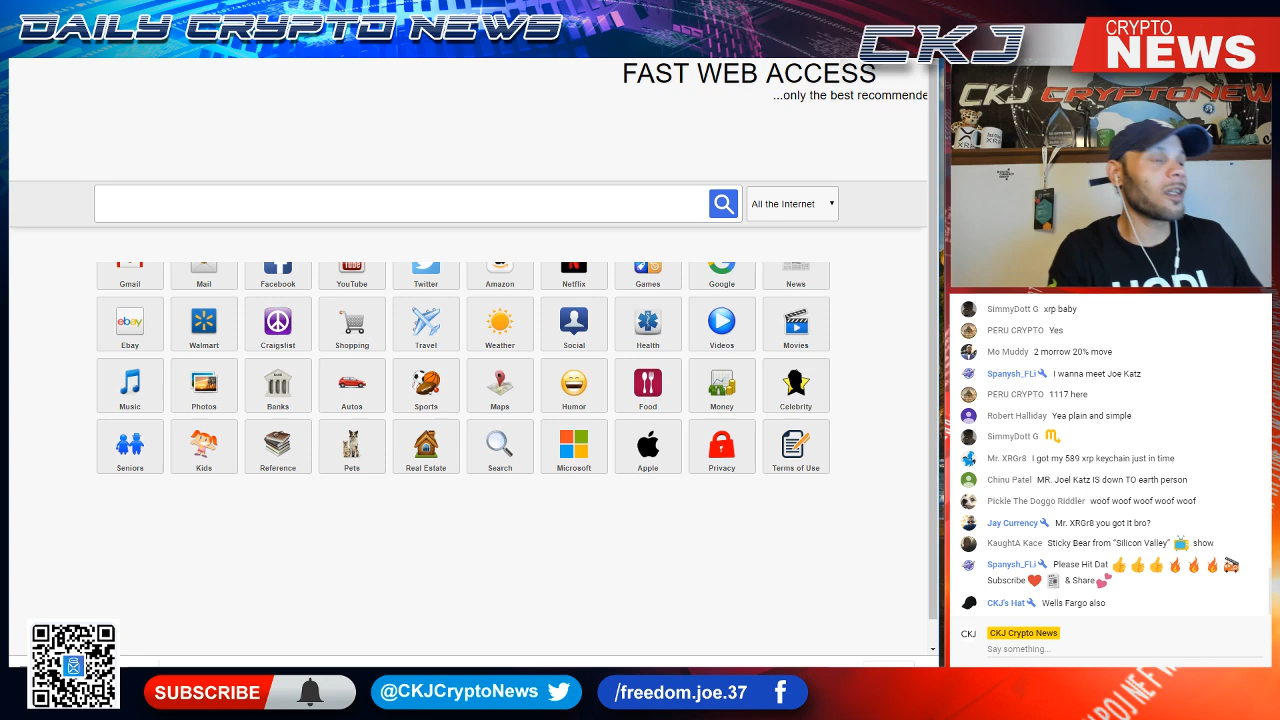 DAILY CRYPTO NEWS
CKJ
CRYPTO
NEWS
FAST WEB ACCESS
...only the best recommende
All the Internet
Gmail Mail Facebook YouTube Twitter Amazon Netflix Games Google News
Ebay Walmart Craigslist Shopping Travel Weather Social Health Videos Movies
Music Photos Banks Autos Sports Maps Humor Food Money Celebrity
Seniors Kids Reference Pets Real Estate Search Microsoft Apple Privacy Terms of Use
CKJ CRYPTONEW
XRP
HODL
SimmyDott G xrp baby
PERU CRYPTO Yes
Mo Muddy 2 morrow 20% move
Spanysh_FLi I wanna meet Joe Katz
PERU CRYPTO 1117 here
Robert Halliday Yea plain and simple
SimmyDott G ♏
Mr. XRGr8 I got my 589 xrp keychain just in time
Chinu Patel MR. Joel Katz IS down TO earth person
Pickle The Doggo Riddler woof woof woof woof woof
Jay Currency Mr. XRGr8 you got it bro?
KaughtA Kace Sticky Bear from "Silicon Valley" 📺 show
Spanysh_FLi Please Hit Dat 👍👍👍🔥🔥🔥🚒
Subscribe ❤️ 📰 & Share 💕
CKJ's Hat Wells Fargo also
CKJ CKJ Crypto News
Say something...
SUBSCRIBE
@CKJCryptoNews
/freedom.joe.37